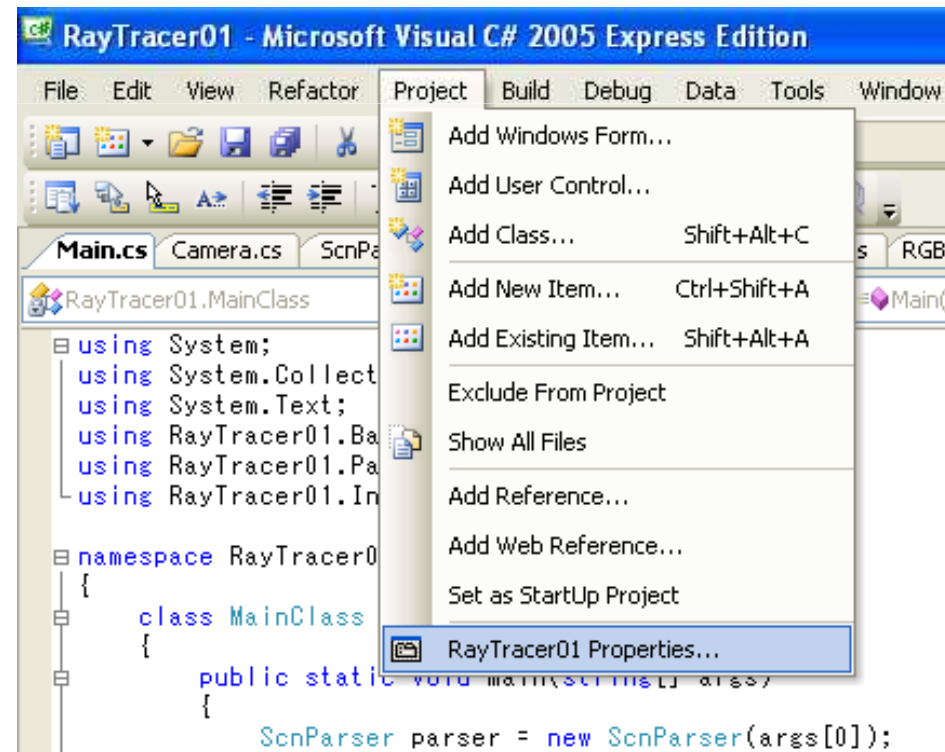 RayTracer01 - Microsoft Visual C# 2005 Express Edition
File Edit View Refactor Project Build Debug Data Tools Window
Add Windows Form...
Add User Control...
Add Class... Shift+Alt+C
Add New Item... Ctrl+Shift+A
Add Existing Item... Shift+Alt+A
Exclude From Project
Show All Files
Add Reference...
Add Web Reference...
Set as StartUp Project
RayTracer01 Properties...
Main.cs Camera.cs ScnPa s RGB
RayTracer01.MainClass Main(
using System;
using System.Collect
using System.Text;
using RayTracer01.Ba
using RayTracer01.Pa
using RayTracer01.In
namespace RayTracer0
{
class MainClass
{
public static void main(string[] args)
{
ScnParser parser = new ScnParser(args[0]);